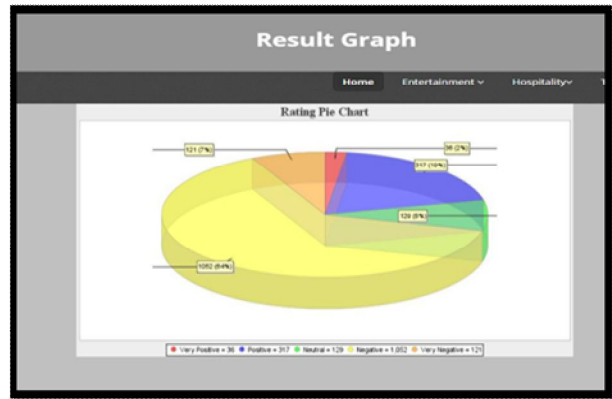 Result Graph
Home Entertainment Hospitality T
Rating Pie Chart
121 (7%)
36 (2%)
317 (19%)
129 (8%)
1052 (64%)
Very Positive = 36 Positive = 317 Neutral = 129 Negative = 1,052 Very Negative = 121